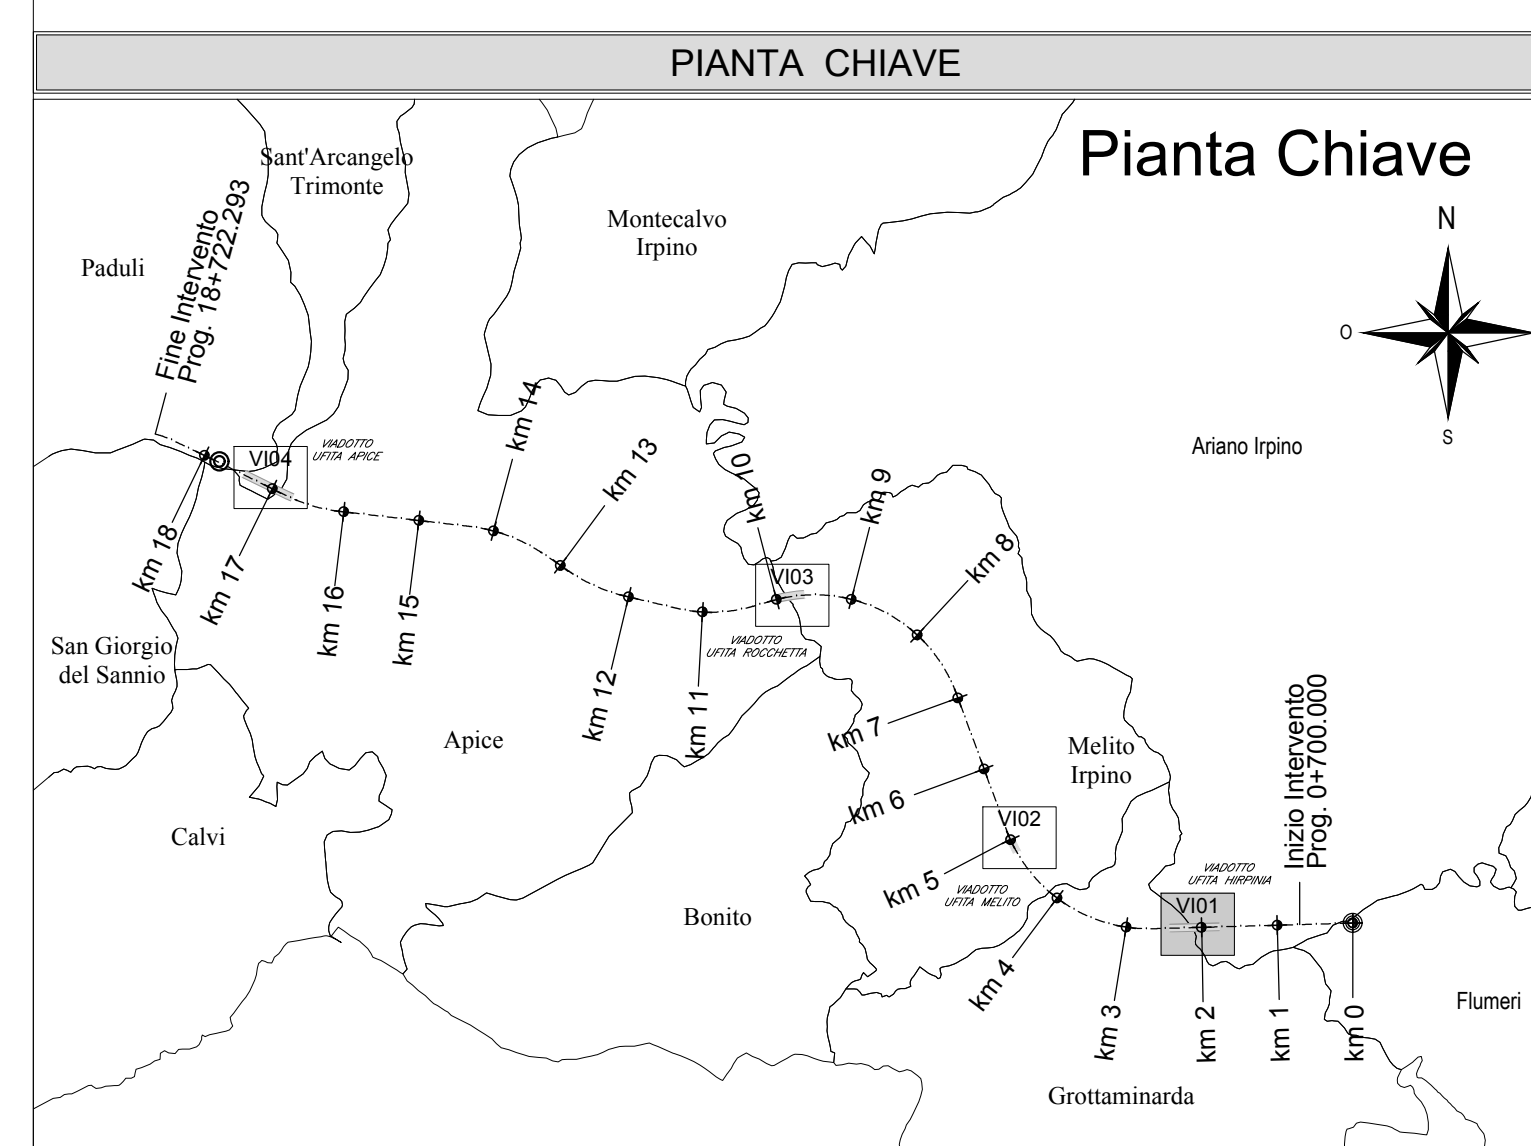 PIANTA CHIAVE
Pianta Chiave
Sant'Arcangelo
Trimonte
Montecalvo
Irpino
Paduli
Fine Intervento
Prog. 18+722.293
N
O
S
Ariano Irpino
VI04
VIADOTTO
UFITA APICE
km 14
km 13
km 10
km 9
km 8
km 18
km 17
km 16
km 15
VI03
VIADOTTO
UFITA ROCCHETTA
km 12
km 11
San Giorgio
del Sannio
Apice
km 7
km 6
Melito
Irpino
Inizio Intervento
Prog. 0+700.000
Calvi
VI02
km 5
VIADOTTO
UFITA MELITO
VIADOTTO
UFITA HIRPINIA
VI01
Bonito
km 4
km 3
km 2
km 1
km 0
Flumeri
Grottaminarda